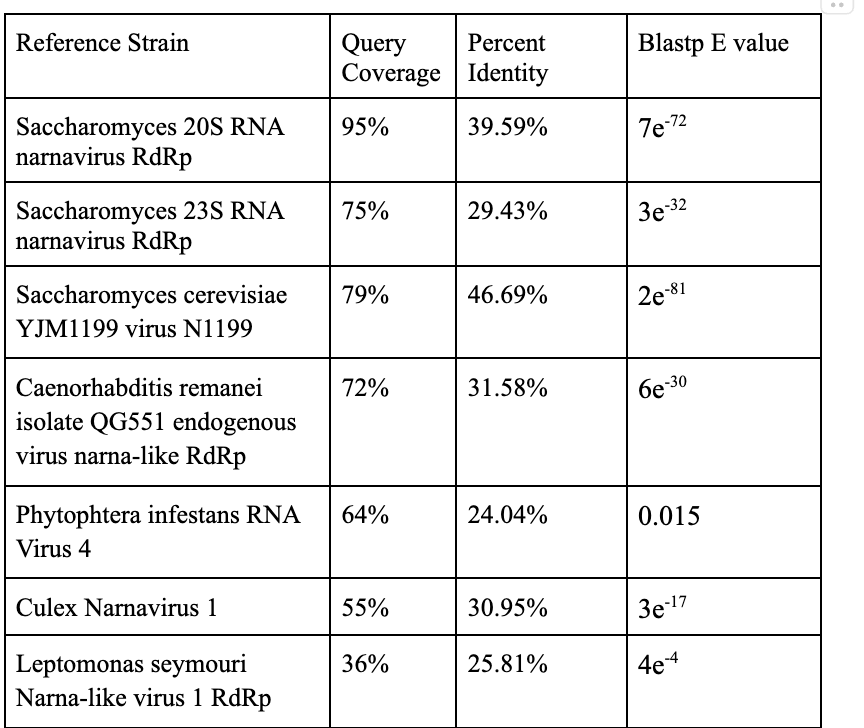 Reference Strain
Query
Coverage
Percent
Identity
Blastp E value
Saccharomyces 20S RNA
narnavirus RdRp
95%
39.59%
7e-72
Saccharomyces 23S RNA
narnavirus RdRp
75%
29.43%
3e-32
Saccharomyces cerevisiae
YJM1199 virus N1199
79%
46.69%
2e-81
Caenorhabditis remanei
isolate QG551 endogenous
virus narna-like RdRp
72%
31.58%
6e-30
Phytophtera infestans RNA
Virus 4
64%
24.04%
0.015
Culex Narnavirus 1
55%
30.95%
3e-17
Leptomonas seymouri
Narna-like virus 1 RdRp
36%
25.81%
4e-4